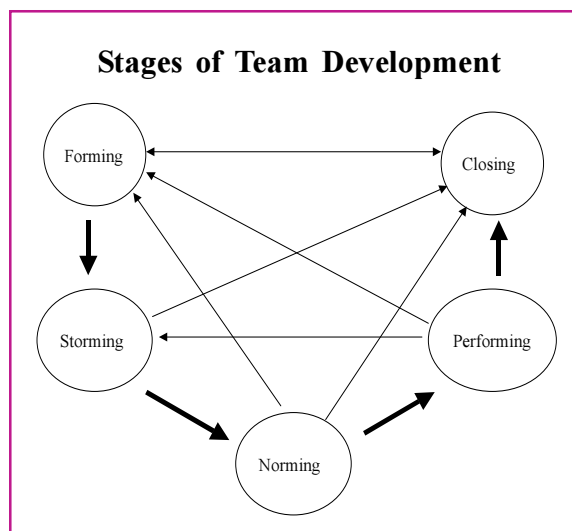 Stages of Team Development
Forming
Closing
Storming
Performing
Norming